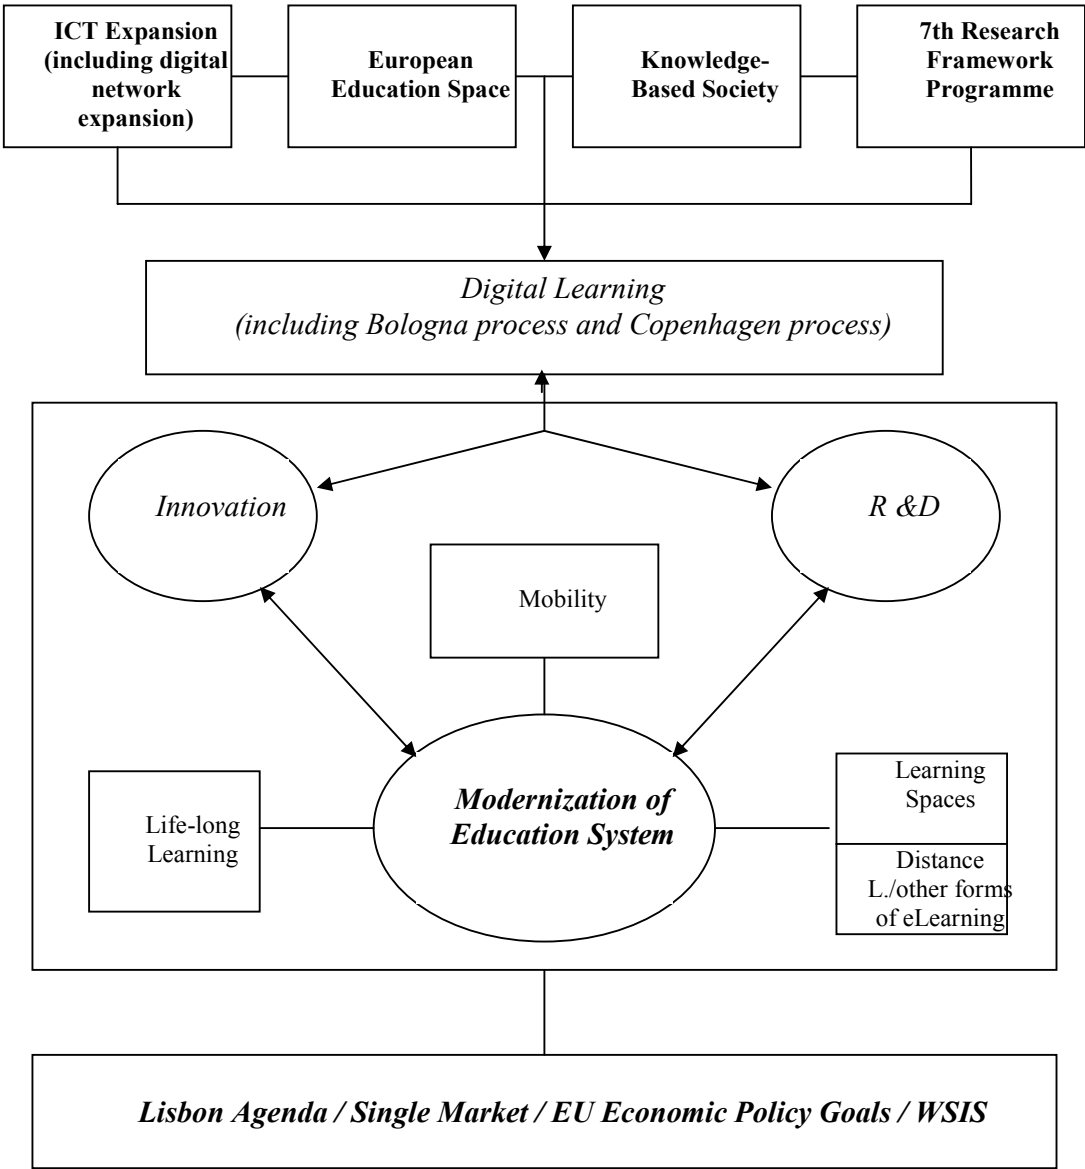 ICT Expansion
(including digital
network
expansion)
European
Education Space
Knowledge-
Based Society
7th Research
Framework
Programme
Digital Learning
(including Bologna process and Copenhagen process)
Innovation
R &D
Mobility
Modernization of
Education System
Life-long
Learning
Learning
Spaces
Distance
L./other forms
of eLearning
Lisbon Agenda / Single Market / EU Economic Policy Goals / WSIS